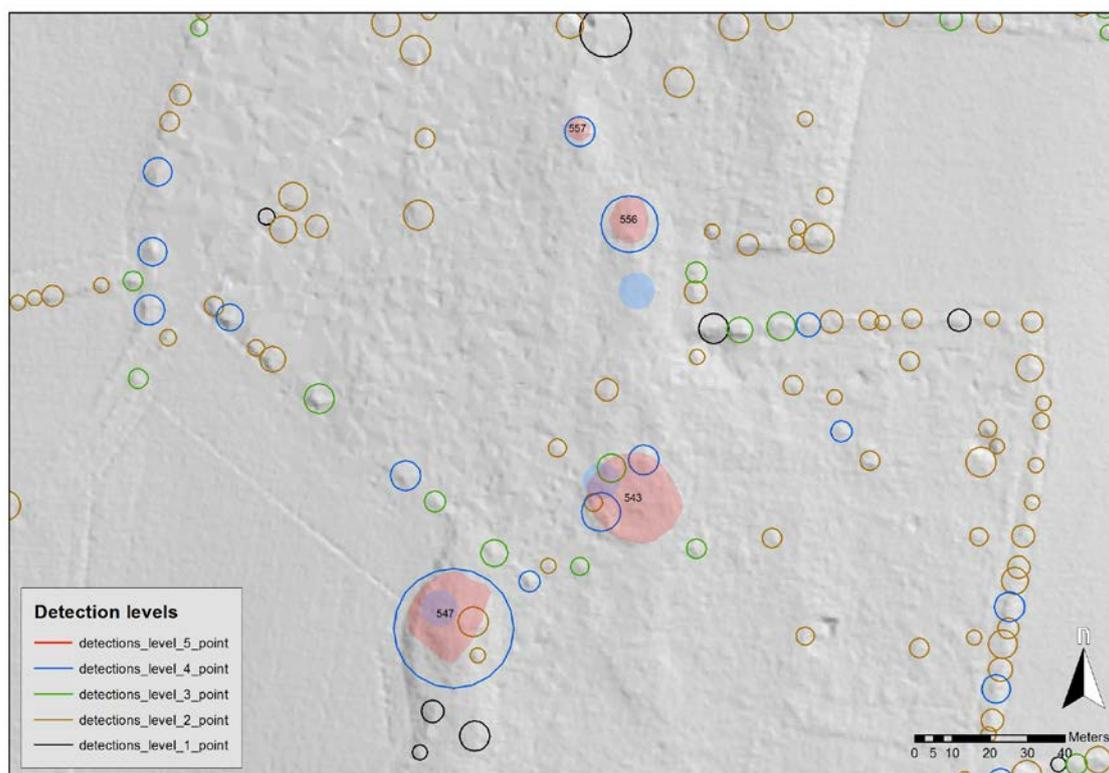 557
556
543
547
Detection levels
detections_level_5_point
detections_level_4_point
detections_level_3_point
detections_level_2_point
detections_level_1_point
n
Meters
0 5 10 20 30 40